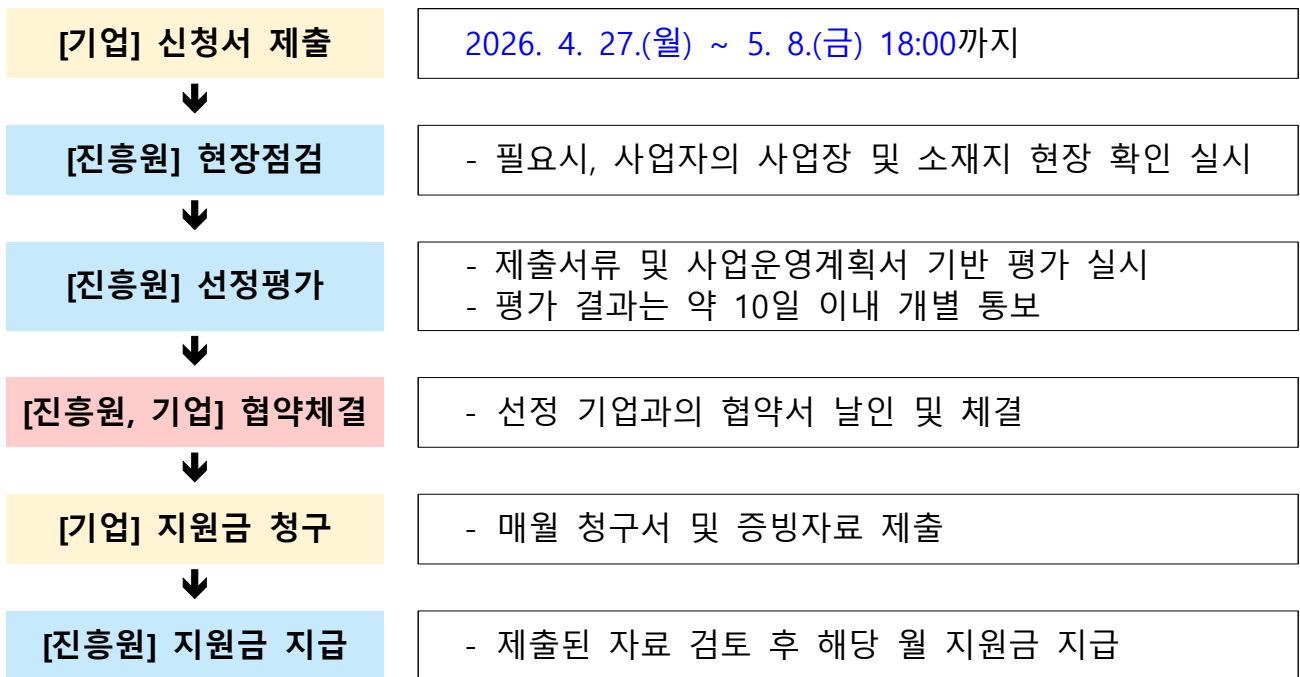 [기업] 신청서 제출
2026. 4. 27.(월) ~ 5. 8.(금) 18:00까지
[진흥원] 현장점검
- 필요시, 사업자의 사업장 및 소재지 현장 확인 실시
[진흥원] 선정평가
- 제출서류 및 사업운영계획서 기반 평가 실시
- 평가 결과는 약 10일 이내 개별 통보
[진흥원, 기업] 협약체결
- 선정 기업과의 협약서 날인 및 체결
[기업] 지원금 청구
- 매월 청구서 및 증빙자료 제출
[진흥원] 지원금 지급
- 제출된 자료 검토 후 해당 월 지원금 지급